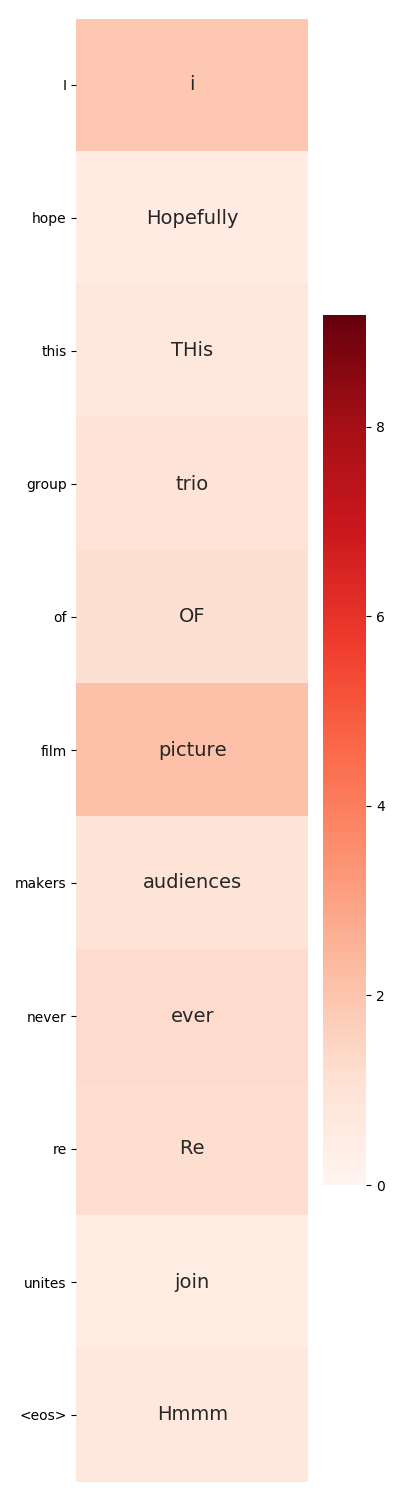 I i
hope Hopefully
this THis
group trio
of OF
film picture
makers audiences
never ever
re Re
unites join
<eos> Hmmm
8
6
4
2
0